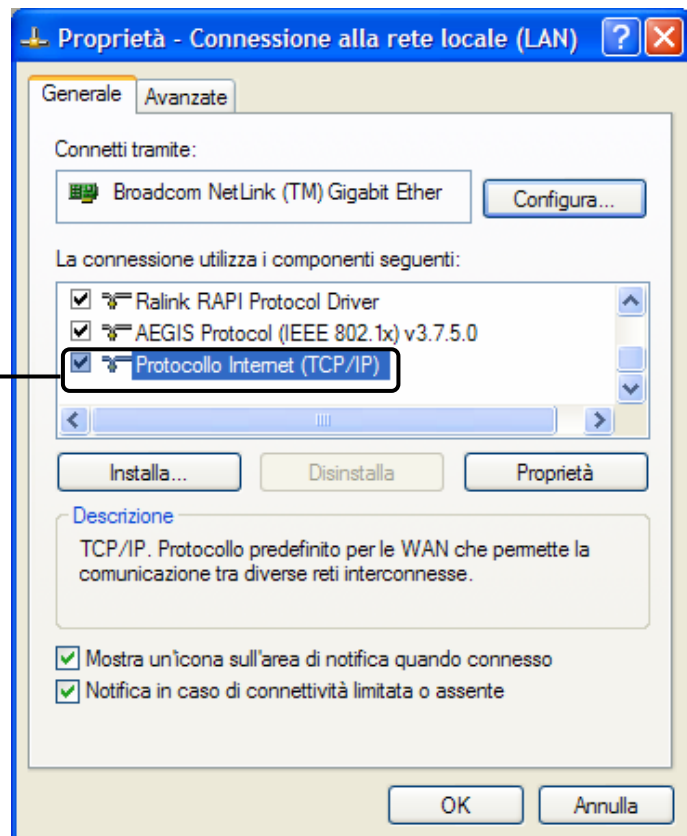 Proprietà - Connessione alla rete locale (LAN)
Generale
Avanzate
Connetti tramite:
Broadcom NetLink (TM) Gigabit Ether
Configura...
La connessione utilizza i componenti seguenti:
Ralink RAPI Protocol Driver
AEGIS Protocol (IEEE 802.1x) v3.7.5.0
Protocollo Internet (TCP/IP)
Installa...
Disinstalla
Proprietà
Descrizione
TCP/IP. Protocollo predefinito per le WAN che permette la
comunicazione tra diverse reti interconnesse.
Mostra un'icona sull'area di notifica quando connesso
Notifica in caso di connettività limitata o assente
OK
Annulla